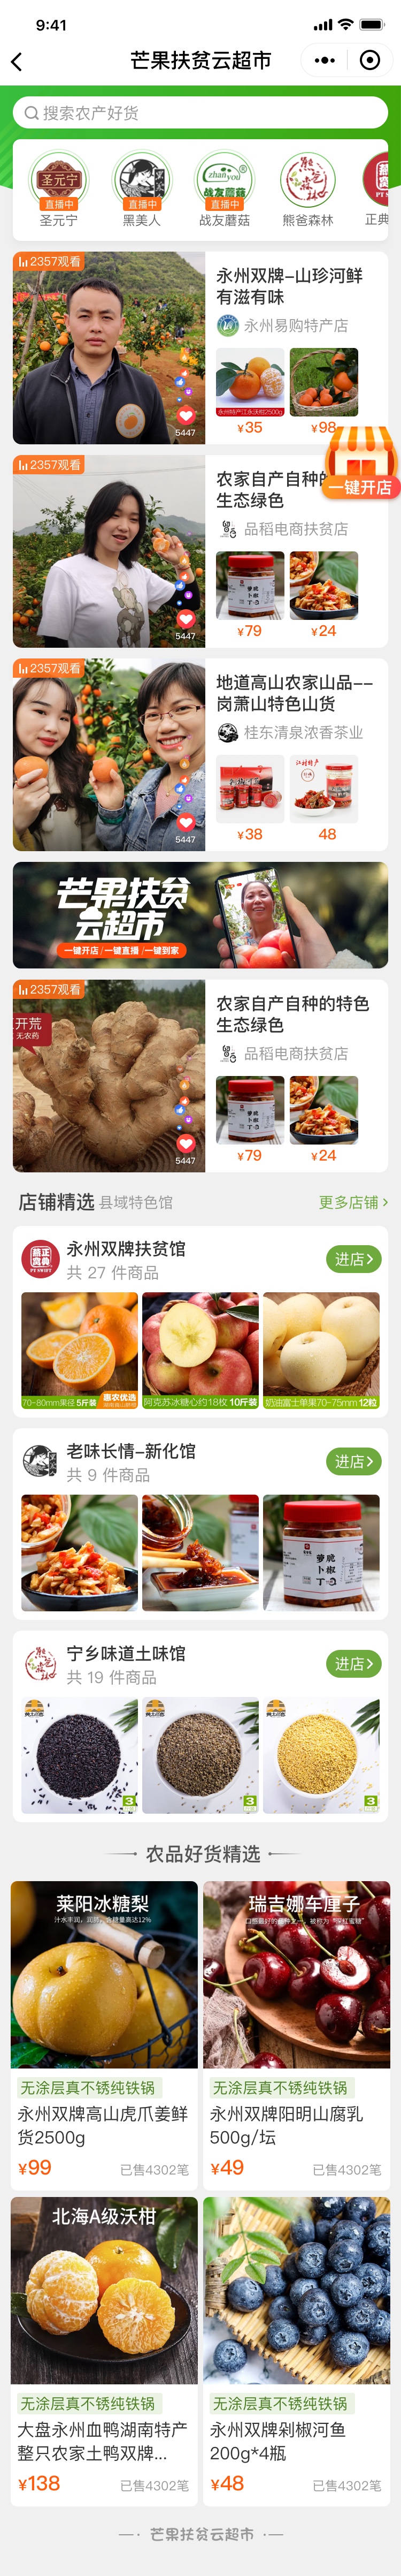 9:41
芒果扶贫云超市
搜索农产好货
圣元宁
zhanyou
战友蘑菇
直播中
直播中
直播中
圣元宁
黑美人
战友蘑菇
熊爸森林
正典
2357观看
永州双牌-山珍河鲜
有滋有味
永州易购特产店
永州特产江永沃柑2500g
¥35
¥98
5447
一键开店
2357观看
农家自产自种的
生态绿色
品稻电商扶贫店
¥79
¥24
5447
2357观看
地道高山农家山品--
岗萧山特色山货
桂东清泉浓香茶业
¥38
48
5447
芒果扶贫
云超市
一键开店/一键直播/一键到家
2357观看
开荒
无农药
农家自产自种的特色
生态绿色
品稻电商扶贫店
¥79
¥24
5447
店铺精选 县域特色馆
更多店铺
永州双牌扶贫馆
共 27 件商品
进店
惠农优选
70-80mm果径 5斤装
阿克苏冰糖心约18枚 10斤装
奶油富士单果70-75mm 12粒
老味长情-新化馆
共 9 件商品
进店
萝卜丁
脆椒
宁乡味道土味馆
共 19 件商品
进店
3
3
3
农品好货精选
莱阳冰糖梨
瑞吉娜车厘子
无涂层真不锈纯铁锅
永州双牌高山虎爪姜鲜
货2500g
¥99
已售4302笔
无涂层真不锈纯铁锅
永州双牌阳明山腐乳
500g/坛
¥49
已售4302笔
北海A级沃柑
无涂层真不锈纯铁锅
大盘永州血鸭湖南特产
整只农家土鸭双牌...
¥138
已售4302笔
无涂层真不锈纯铁锅
永州双牌剁椒河鱼
200g*4瓶
¥48
已售4302笔
芒果扶贫云超市